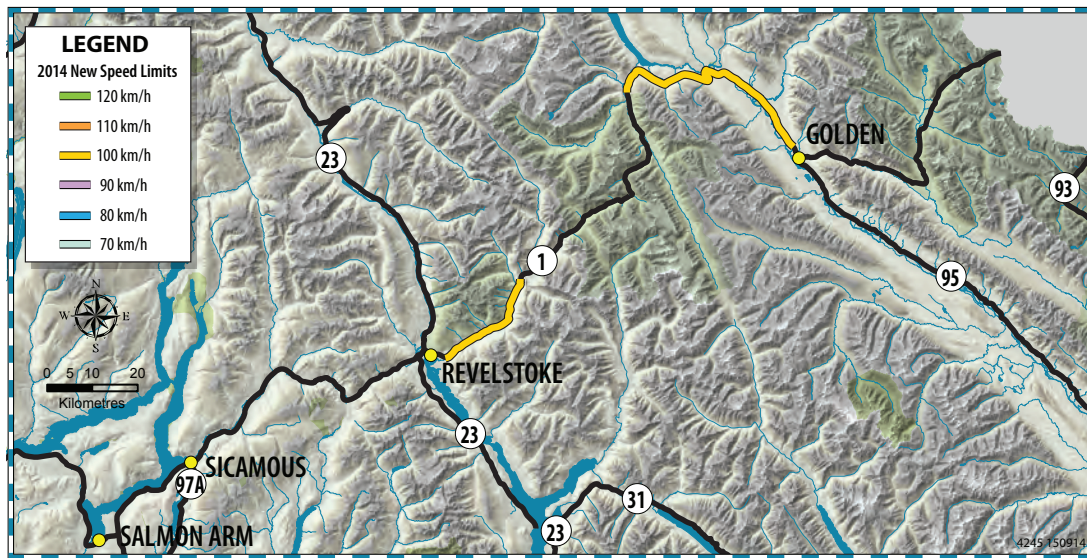 LEGEND
2014 New Speed Limits
120 km/h
110 km/h
100 km/h
90 km/h
80 km/h
70 km/h
N
W E
S
0 5 10 20
Kilometres
23
GOLDEN
93
1
95
REVELSTOKE
23
SICAMOUS
97A
31
SALMON ARM
23
4245 150914